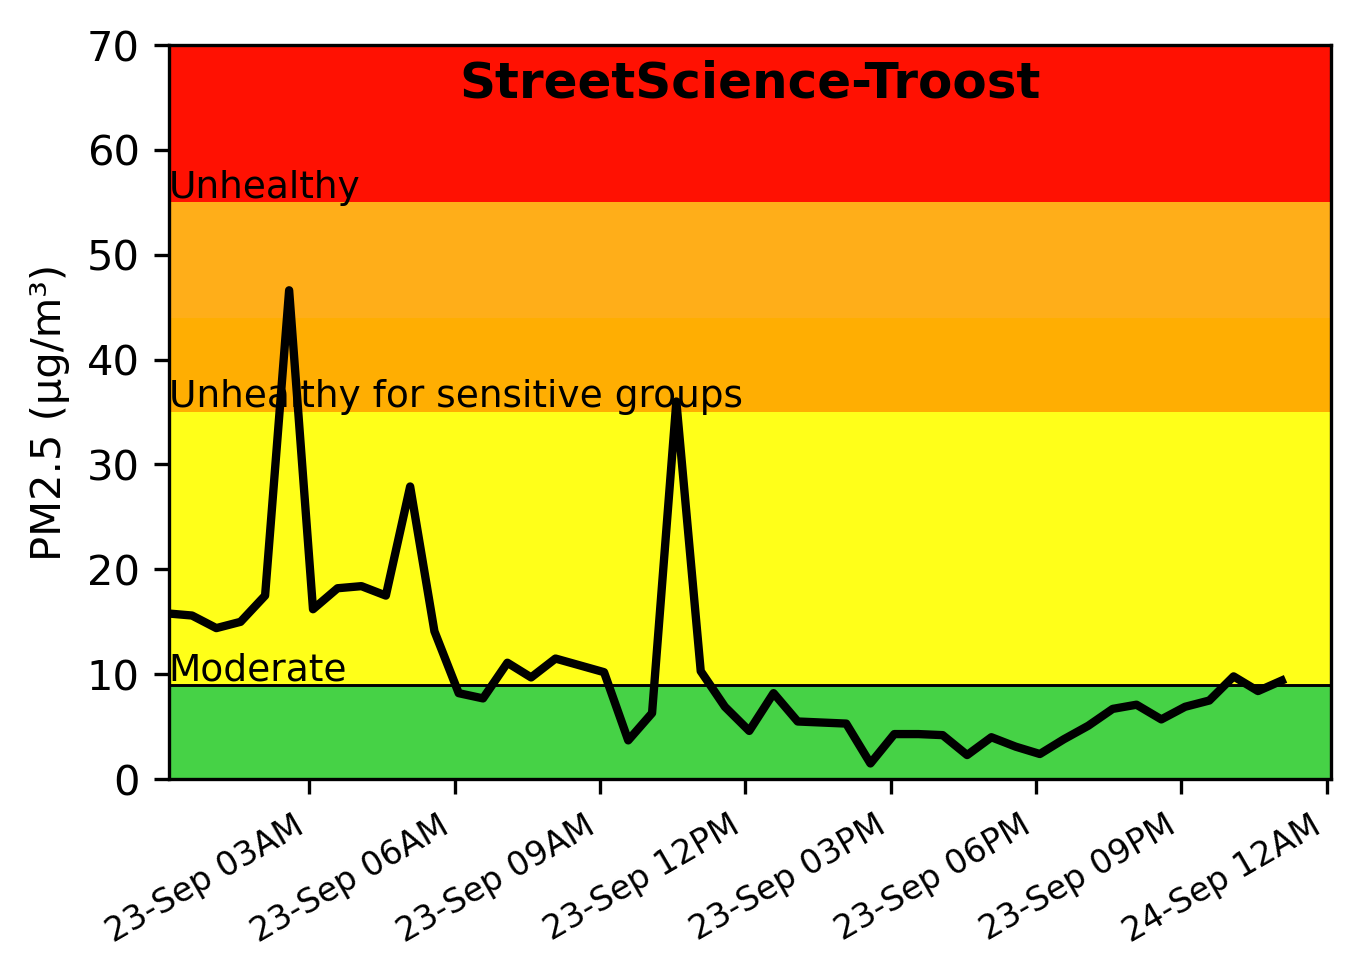 StreetScience-Troost
PM2.5 (µg/m³)
70
60
50
40
30
20
10
0
Unhealthy
Unhealthy for sensitive groups
Moderate
23-Sep 03AM
23-Sep 06AM
23-Sep 09AM
23-Sep 12PM
23-Sep 03PM
23-Sep 06PM
23-Sep 09PM
24-Sep 12AM